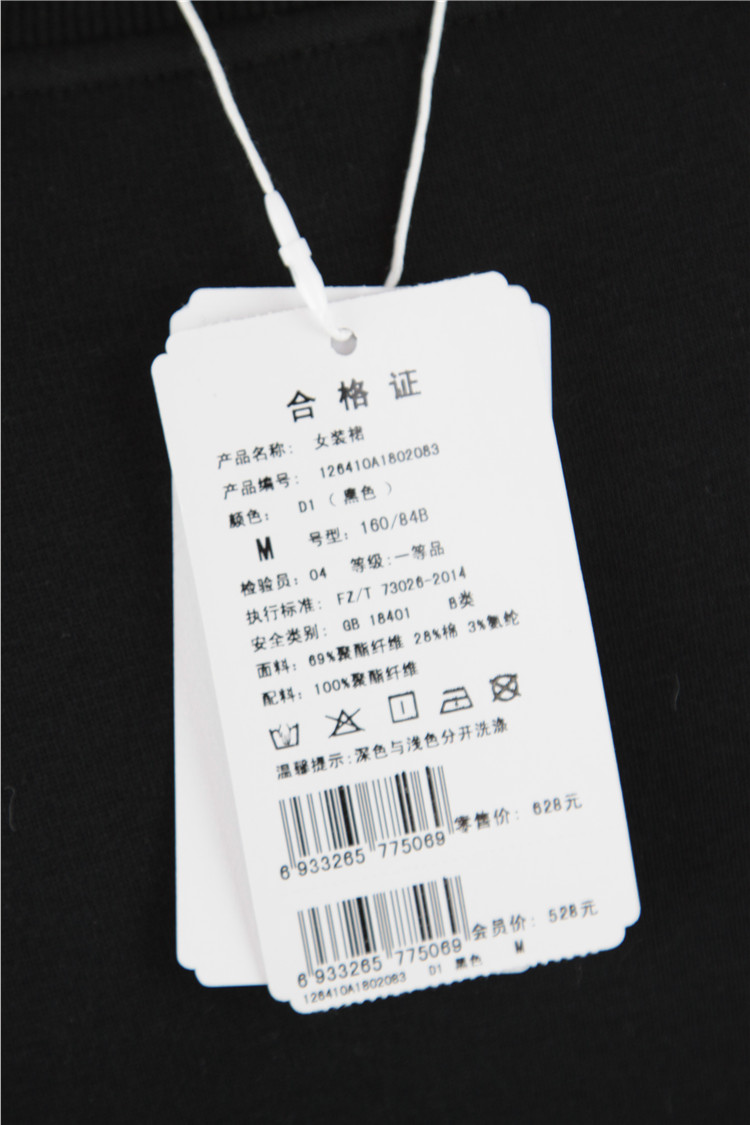 合格证
产品名称: 女装裙
产品编号: 126410A1802083
颜色: D1 ( 黑色 )
M 号型: 160/84B
检验员: 04 等级:一等品
执行标准: FZ/T 73026-2014
安全类别: GB 18401 B类
面料: 69%聚酯纤维 28%棉 3%氨纶
配料: 100%聚酯纤维
温馨提示:深色与浅色分开洗涤
零售价: 628元
6 933265 775069
会员价: 528元
6 933265 775069
126410A1802083 D1 黑色 M